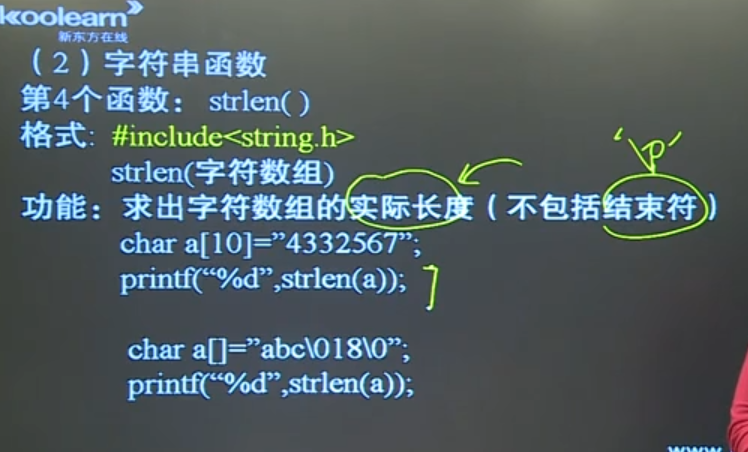 koolearn
新东方在线
（2）字符串函数
第4个函数： strlen( )
格式: #include<string.h>
strlen(字符数组)
功能：求出字符数组的实际长度（不包括结束符）
char a[10]=”4332567”;
printf(“%d”,strlen(a)); 7
char a[]=”abc\018\0”;
printf(“%d”,strlen(a));
www